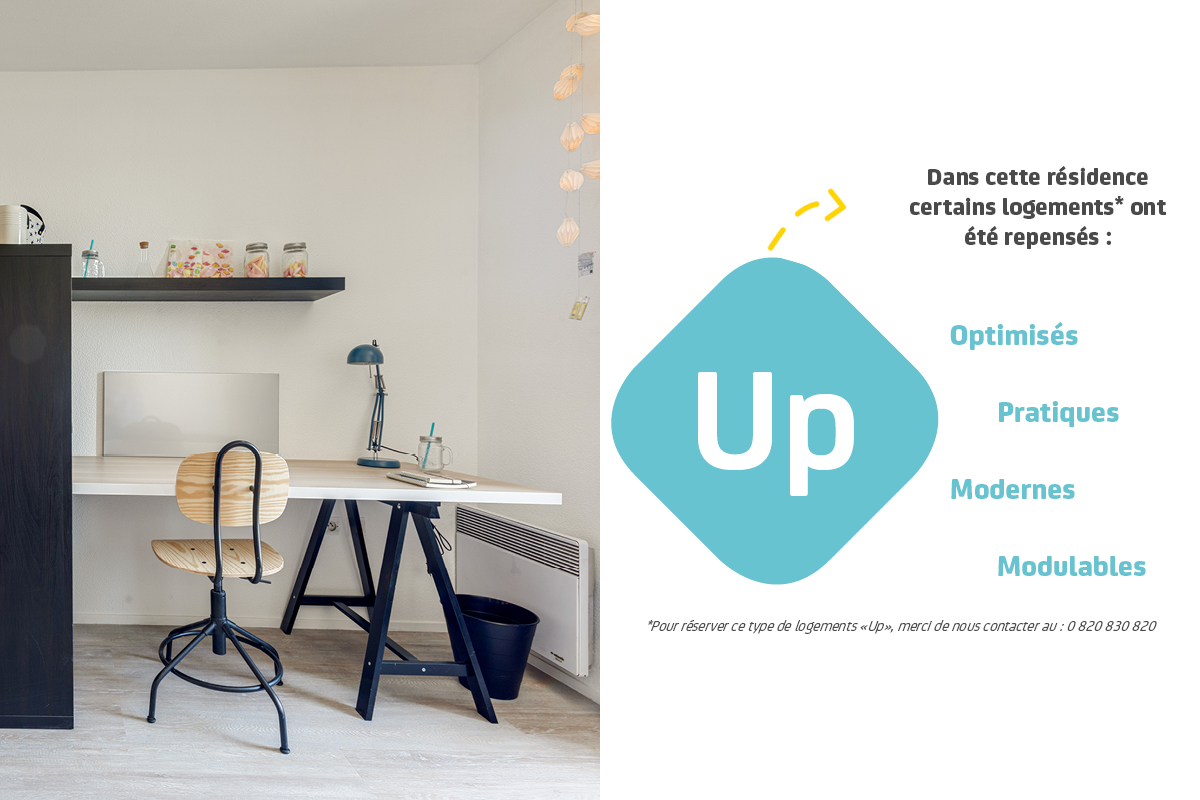 Dans cette résidence
certains logements* ont
été repensés :
Up
Optimisés
Pratiques
Modernes
Modulables
*Pour réserver ce type de logements «Up», merci de nous contacter au : 0 820 830 820